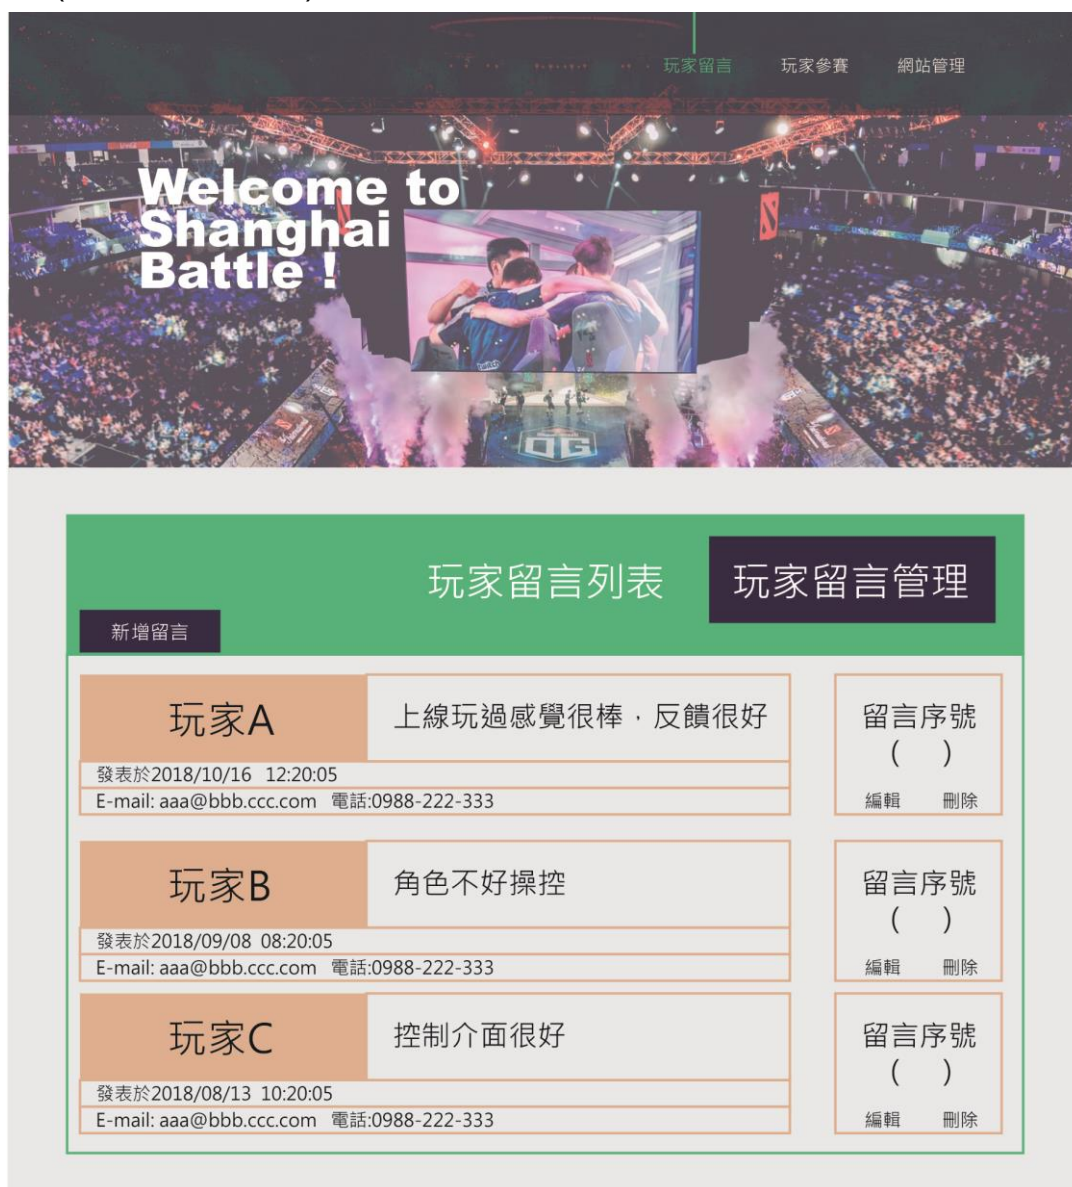 玩家留言 玩家參賽 網站管理
Welcome to
Shanghai
Battle !
twitch
OG
玩家留言列表 玩家留言管理
新增留言
玩家A 上線玩過感覺很棒，反饋很好
發表於2018/10/16 12:20:05
E-mail: aaa@bbb.ccc.com 電話:0988-222-333
留言序號
( )
編輯 刪除
玩家B 角色不好操控
發表於2018/09/08 08:20:05
E-mail: aaa@bbb.ccc.com 電話:0988-222-333
留言序號
( )
編輯 刪除
玩家C 控制介面很好
發表於2018/08/13 10:20:05
E-mail: aaa@bbb.ccc.com 電話:0988-222-333
留言序號
( )
編輯 刪除